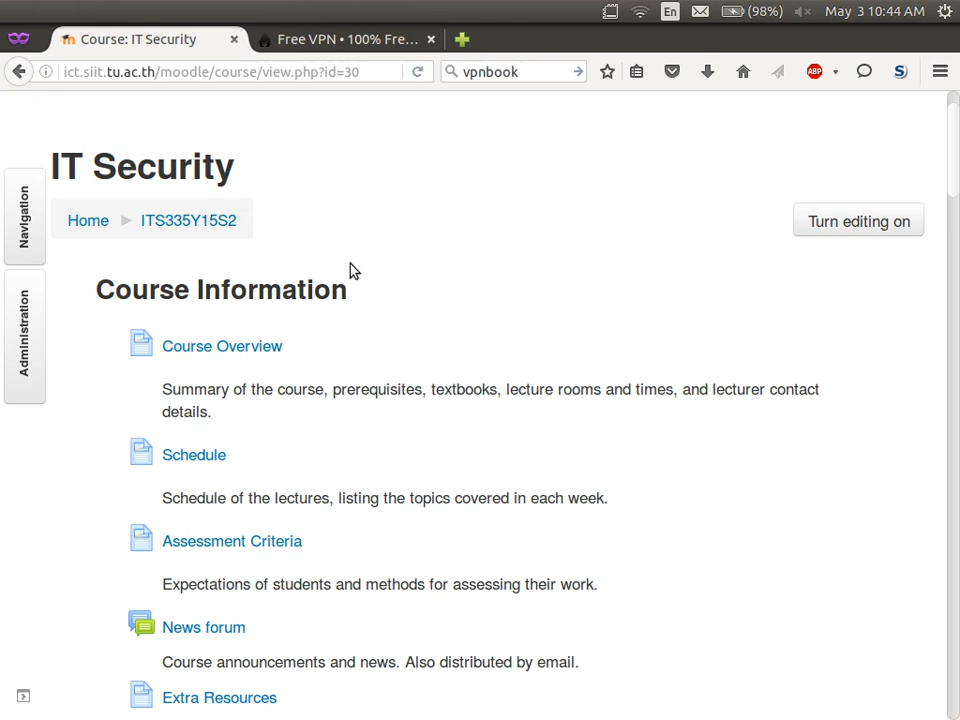 En (98%) May 3 10:44 AM
Course: IT Security × Free VPN • 100% Fre... ×
ict.siit.tu.ac.th/moodle/course/view.php?id=30 vpnbook ABP S
IT Security
Navigation
Home ▶ ITS335Y15S2
Turn editing on
Administration
Course Information
Course Overview
Summary of the course, prerequisites, textbooks, lecture rooms and times, and lecturer contact
details.
Schedule
Schedule of the lectures, listing the topics covered in each week.
Assessment Criteria
Expectations of students and methods for assessing their work.
News forum
Course announcements and news. Also distributed by email.
Extra Resources